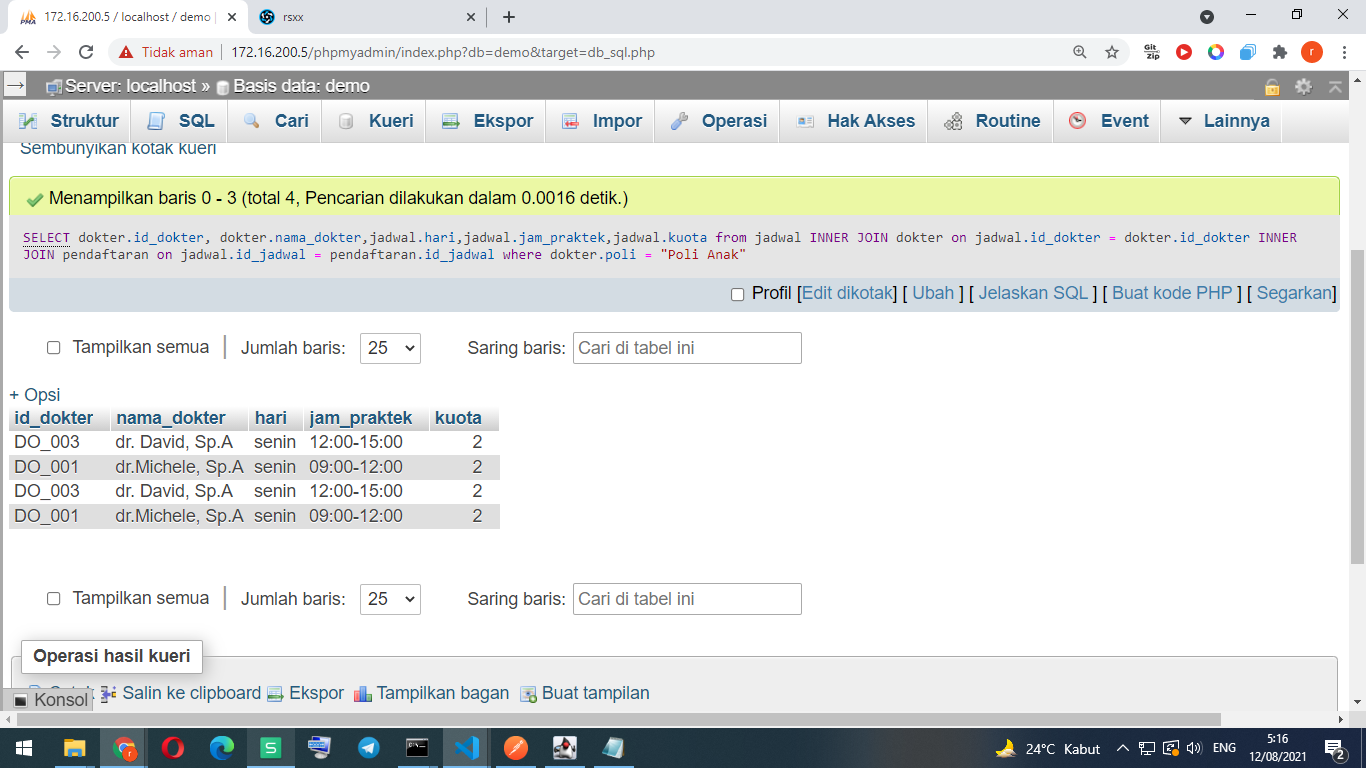 172.16.200.5 / localhost / demo
rsxx
Tidak aman
172.16.200.5/phpmyadmin/index.php?db=demo&target=db_sql.php
Server: localhost » Basis data: demo
Struktur SQL Cari Kueri Ekspor Impor Operasi Hak Akses Routine Event Lainnya
Sembunyikan kotak kueri
Menampilkan baris 0 - 3 (total 4, Pencarian dilakukan dalam 0.0016 detik.)
SELECT dokter.id_dokter, dokter.nama_dokter,jadwal.hari,jadwal.jam_praktek,jadwal.kuota from jadwal INNER JOIN dokter on jadwal.id_dokter = dokter.id_dokter INNER
JOIN pendaftaran on jadwal.id_jadwal = pendaftaran.id_jadwal where dokter.poli = "Poli Anak"
Profil [Edit dikotak] [ Ubah ] [ Jelaskan SQL ] [ Buat kode PHP ] [ Segarkan]
Tampilkan semua | Jumlah baris: 25 Saring baris: Cari di tabel ini
+ Opsi
id_dokter nama_dokter hari jam_praktek kuota
DO_003 dr. David, Sp.A senin 12:00-15:00 2
DO_001 dr.Michele, Sp.A senin 09:00-12:00 2
DO_003 dr. David, Sp.A senin 12:00-15:00 2
DO_001 dr.Michele, Sp.A senin 09:00-12:00 2
Tampilkan semua | Jumlah baris: 25 Saring baris: Cari di tabel ini
Operasi hasil kueri
Salin ke clipboard Ekspor Tampilkan bagan Buat tampilan
Konsol
24°C Kabut ENG 5:16
12/08/2021
2